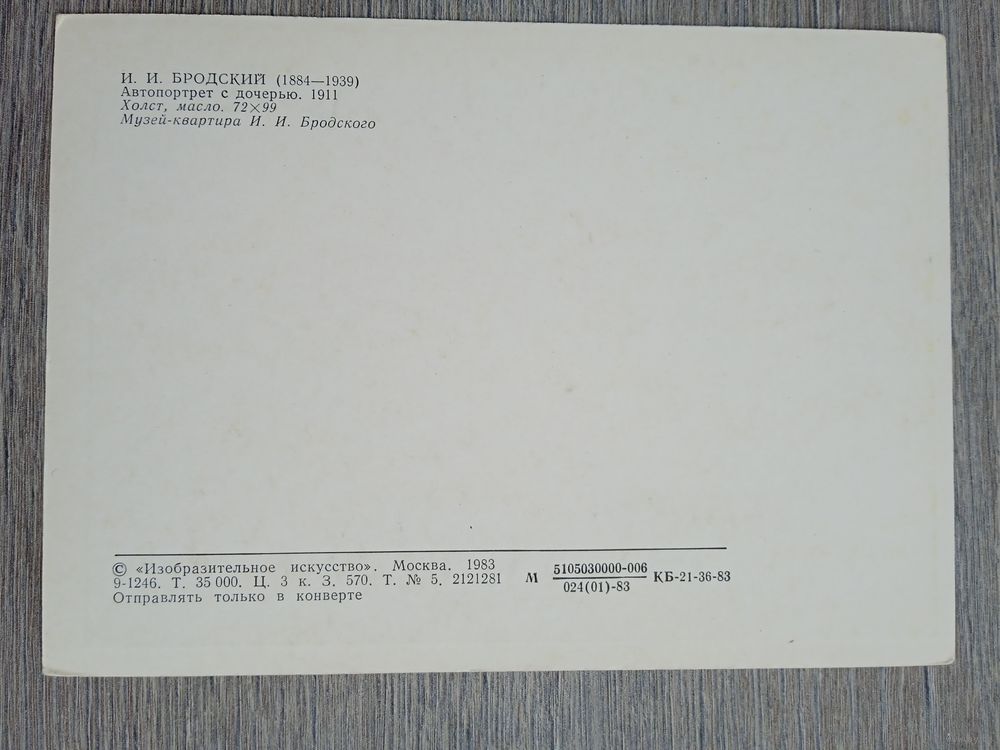 И. И. БРОДСКИЙ (1884—1939)
Автопортрет с дочерью. 1911
Холст, масло. 72×99
Музей-квартира И. И. Бродского
© «Изобразительное искусство». Москва. 1983
9-1246. Т. 35 000. Ц. 3 к. З. 570. Т. № 5. 2121281
Отправлять только в конверте
М 5105030000-006 КБ-21-36-83
024(01)-83